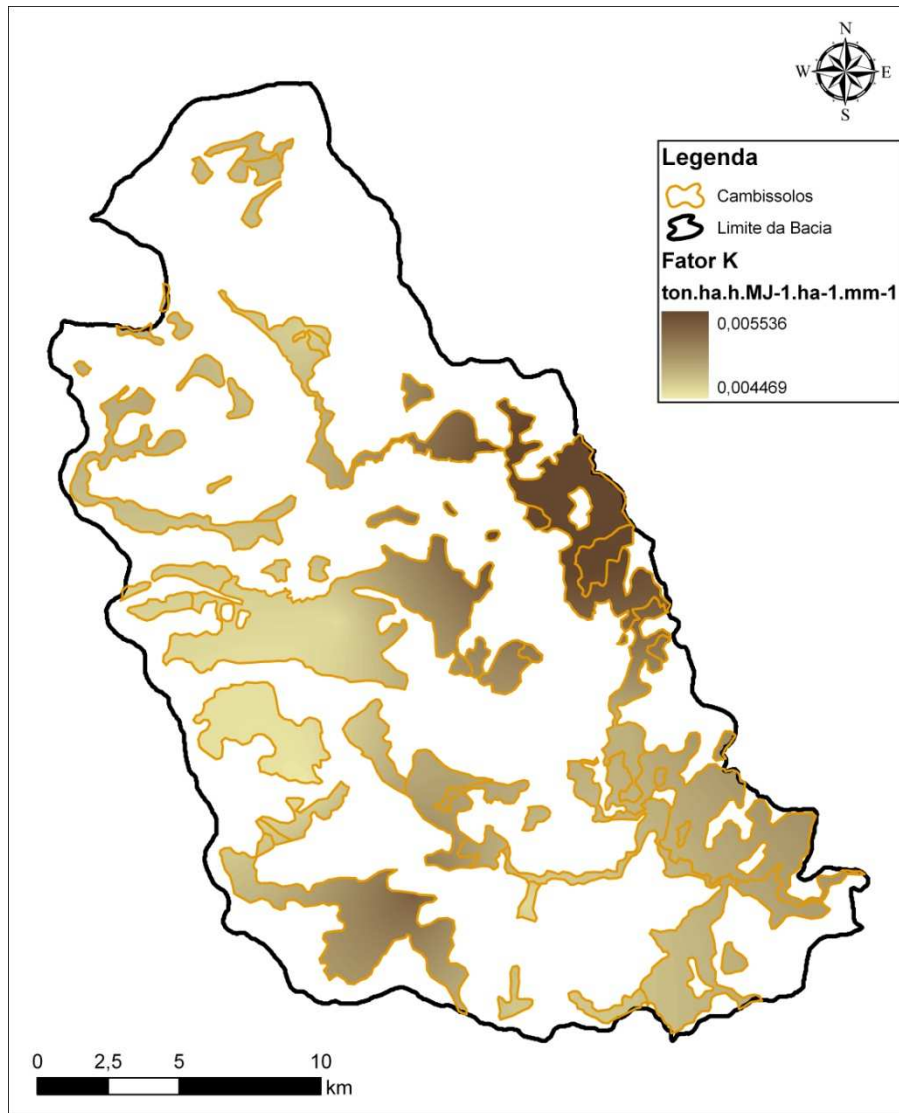 N
W E
S
Legenda
Cambissolos
Limite da Bacia
Fator K
ton.ha.h.MJ-1.ha-1.mm-1
0,005536
0,004469
0 2,5 5 10
km